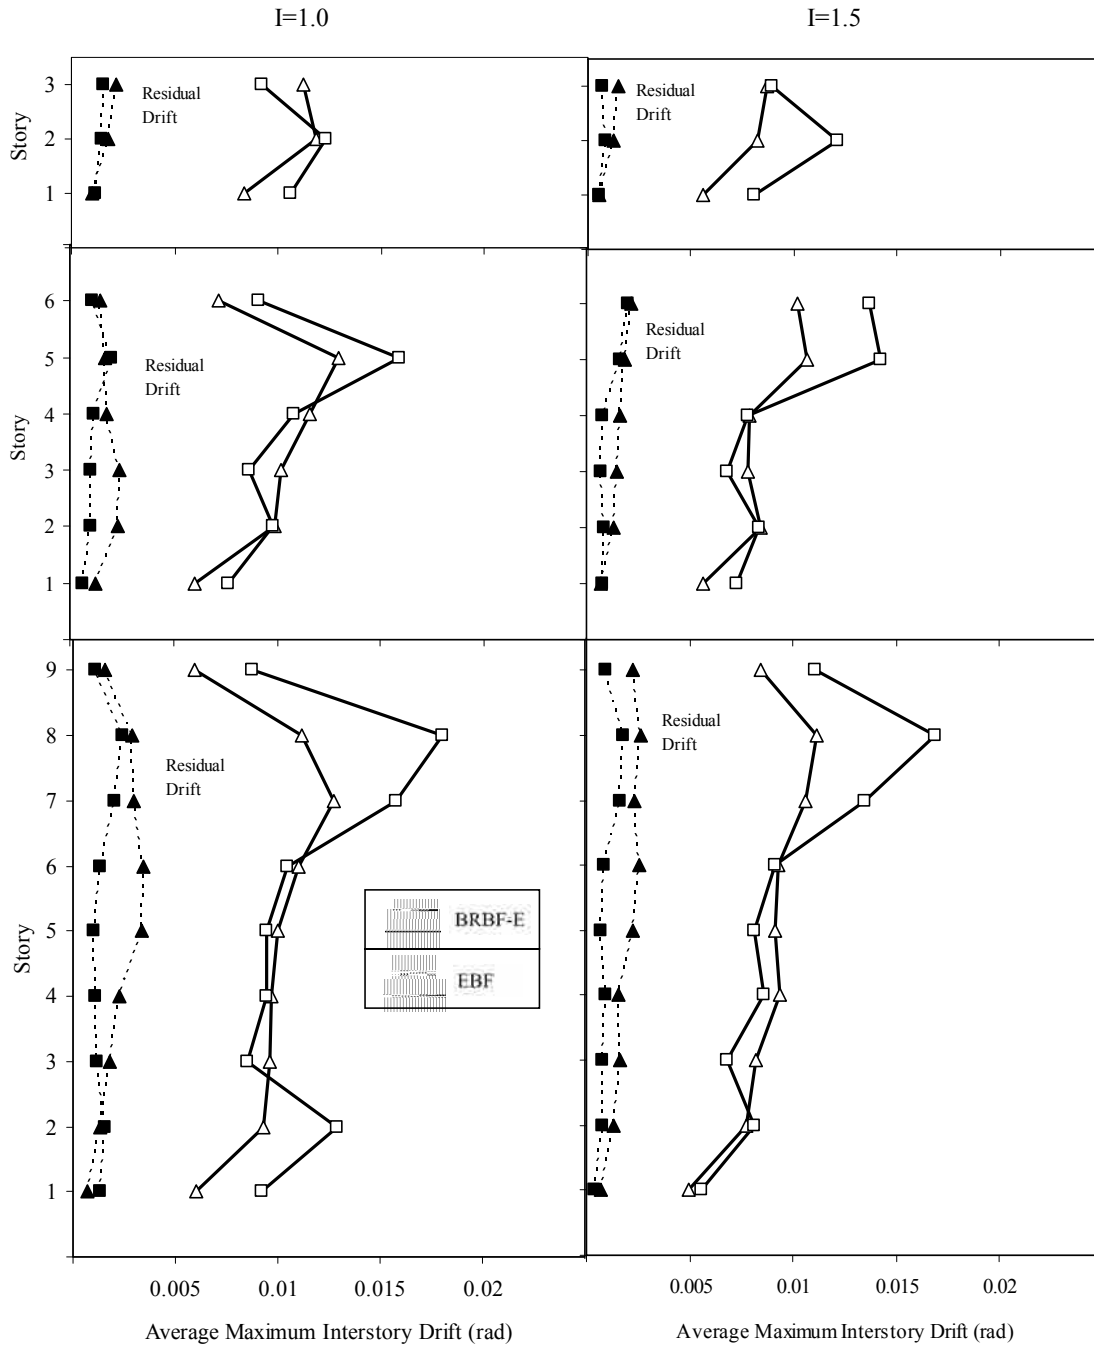 I=1.0
I=1.5
3
2
1
Story
Residual
Drift
Residual
Drift
6
5
4
3
2
1
Story
Residual
Drift
Residual
Drift
9
8
7
6
5
4
3
2
1
Story
Residual
Drift
BRBF-E
EBF
Residual
Drift
0.005 0.01 0.015 0.02
0.005 0.01 0.015 0.02
Average Maximum Interstory Drift (rad)
Average Maximum Interstory Drift (rad)